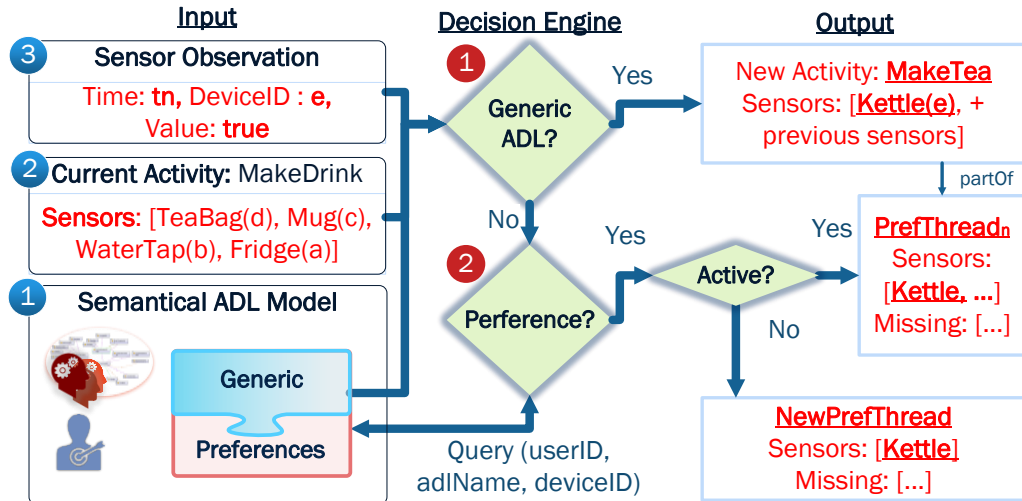 Input
3
Sensor Observation
Time: tn, DeviceID : e,
Value: true
2
Current Activity: MakeDrink
Sensors: [TeaBag(d), Mug(c),
WaterTap(b), Fridge(a)]
1
Semantical ADL Model
Generic
Preferences
Decision Engine
1
Generic
ADL?
Yes
No
2
Perference?
Yes
Active?
Yes
No
Query (userID,
adlName, deviceID)
Output
New Activity: MakeTea
Sensors: [Kettle(e), +
previous sensors]
partOf
PrefThreadn
Sensors:
[Kettle, ...]
Missing: [...]
NewPrefThread
Sensors: [Kettle]
Missing: [...]